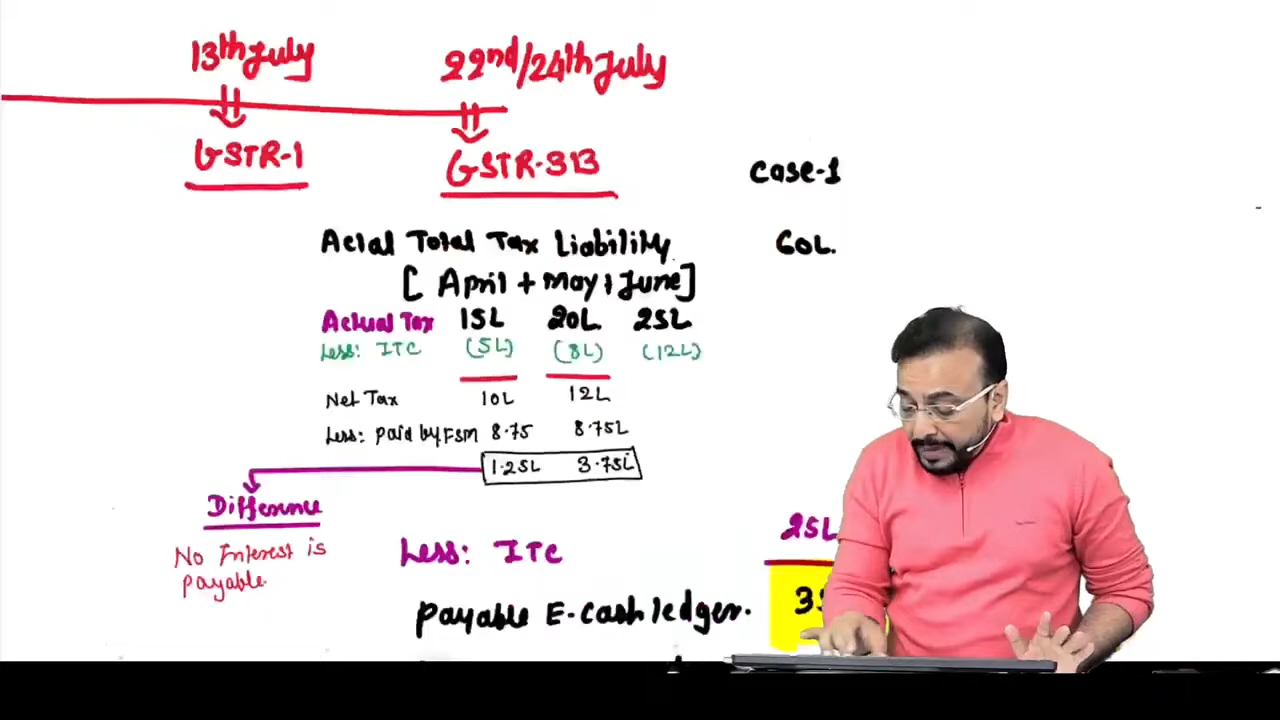 13th July 22nd/24th July
GSTR-1 GSTR-3B
Case-1
Actal Total Tax Liability 60L.
[April + May + June]
Actual Tax 15L 20L 25L
Less: ITC (5L) (8L) (12L)
Net Tax 10L 12L
Less: Paid by FSM 8.75 8.75L
1.25L 3.75L
Difference
No Interest is
payable.
Less: ITC 25L
Payable E-cash ledger.